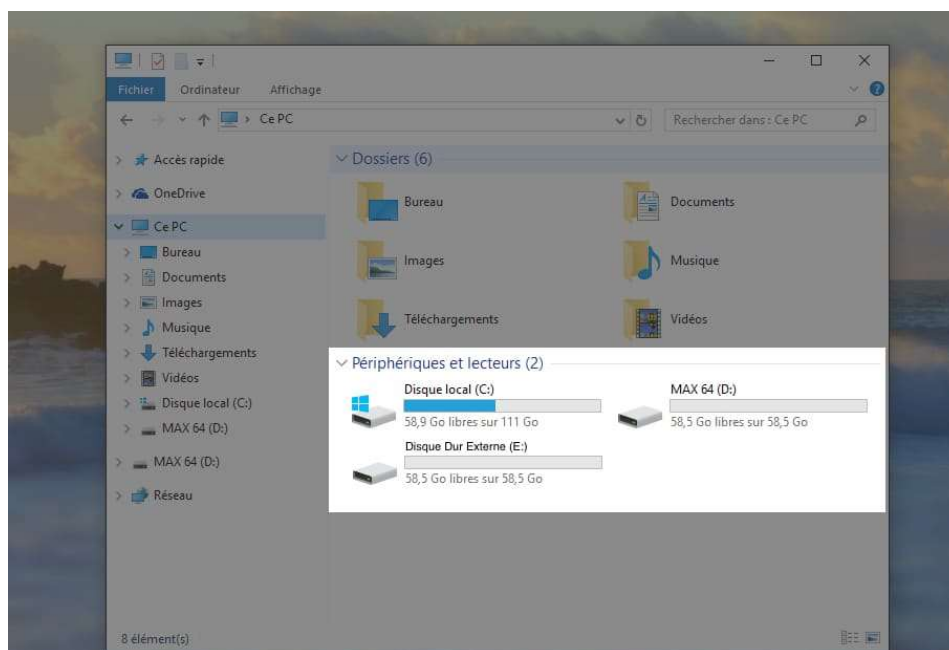 Fichier Ordinateur Affichage
Ce PC Rechercher dans : Ce PC
Accès rapide
OneDrive
Ce PC
Bureau
Documents
Images
Musique
Téléchargements
Vidéos
Disque local (C:)
MAX 64 (D:)
MAX 64 (D:)
Réseau
Dossiers (6)
Bureau Documents
Images Musique
Téléchargements Vidéos
Périphériques et lecteurs (2)
Disque local (C:) MAX 64 (D:)
58,9 Go libres sur 111 Go 58,5 Go libres sur 58,5 Go
Disque Dur Externe (E:)
58,5 Go libres sur 58,5 Go
8 élément(s)